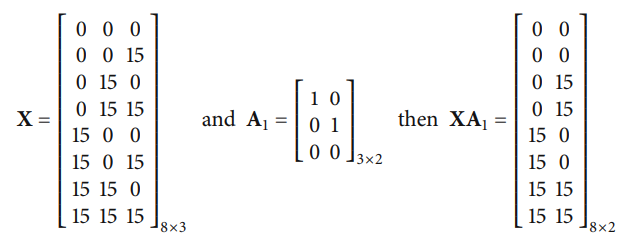 X = [ 0 0 0
0 0 15
0 15 0
0 15 15
15 0 0
15 0 15
15 15 0
15 15 15 ]8×3
and A1 = [ 1 0
0 1
0 0 ]3×2
then XA1 = [ 0 0
0 0
0 15
0 15
15 0
15 0
15 15
15 15 ]8×2